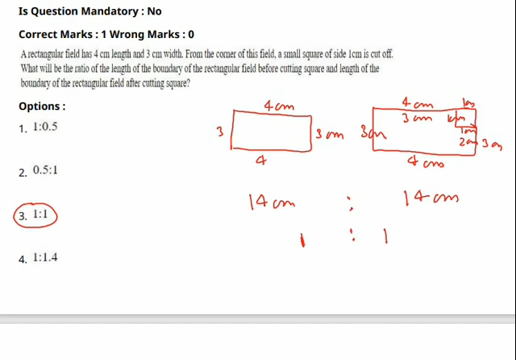 Is Question Mandatory : No
Correct Marks : 1 Wrong Marks : 0
A rectangular field has 4 cm length and 3 cm width. From the corner of this field, a small square of side 1cm is cut off.
What will be the ratio of the length of the boundary of the rectangular field before cutting square and length of the
boundary of the rectangular field after cutting square?
Options :
1. 1:0.5
2. 0.5:1
3. 1:1
4. 1:1.4
4 cm
3
3 cm
4
4 cm
3 cm
3 cm
2 cm
3 cm
4 cm
14 cm : 14 cm
1 : 1